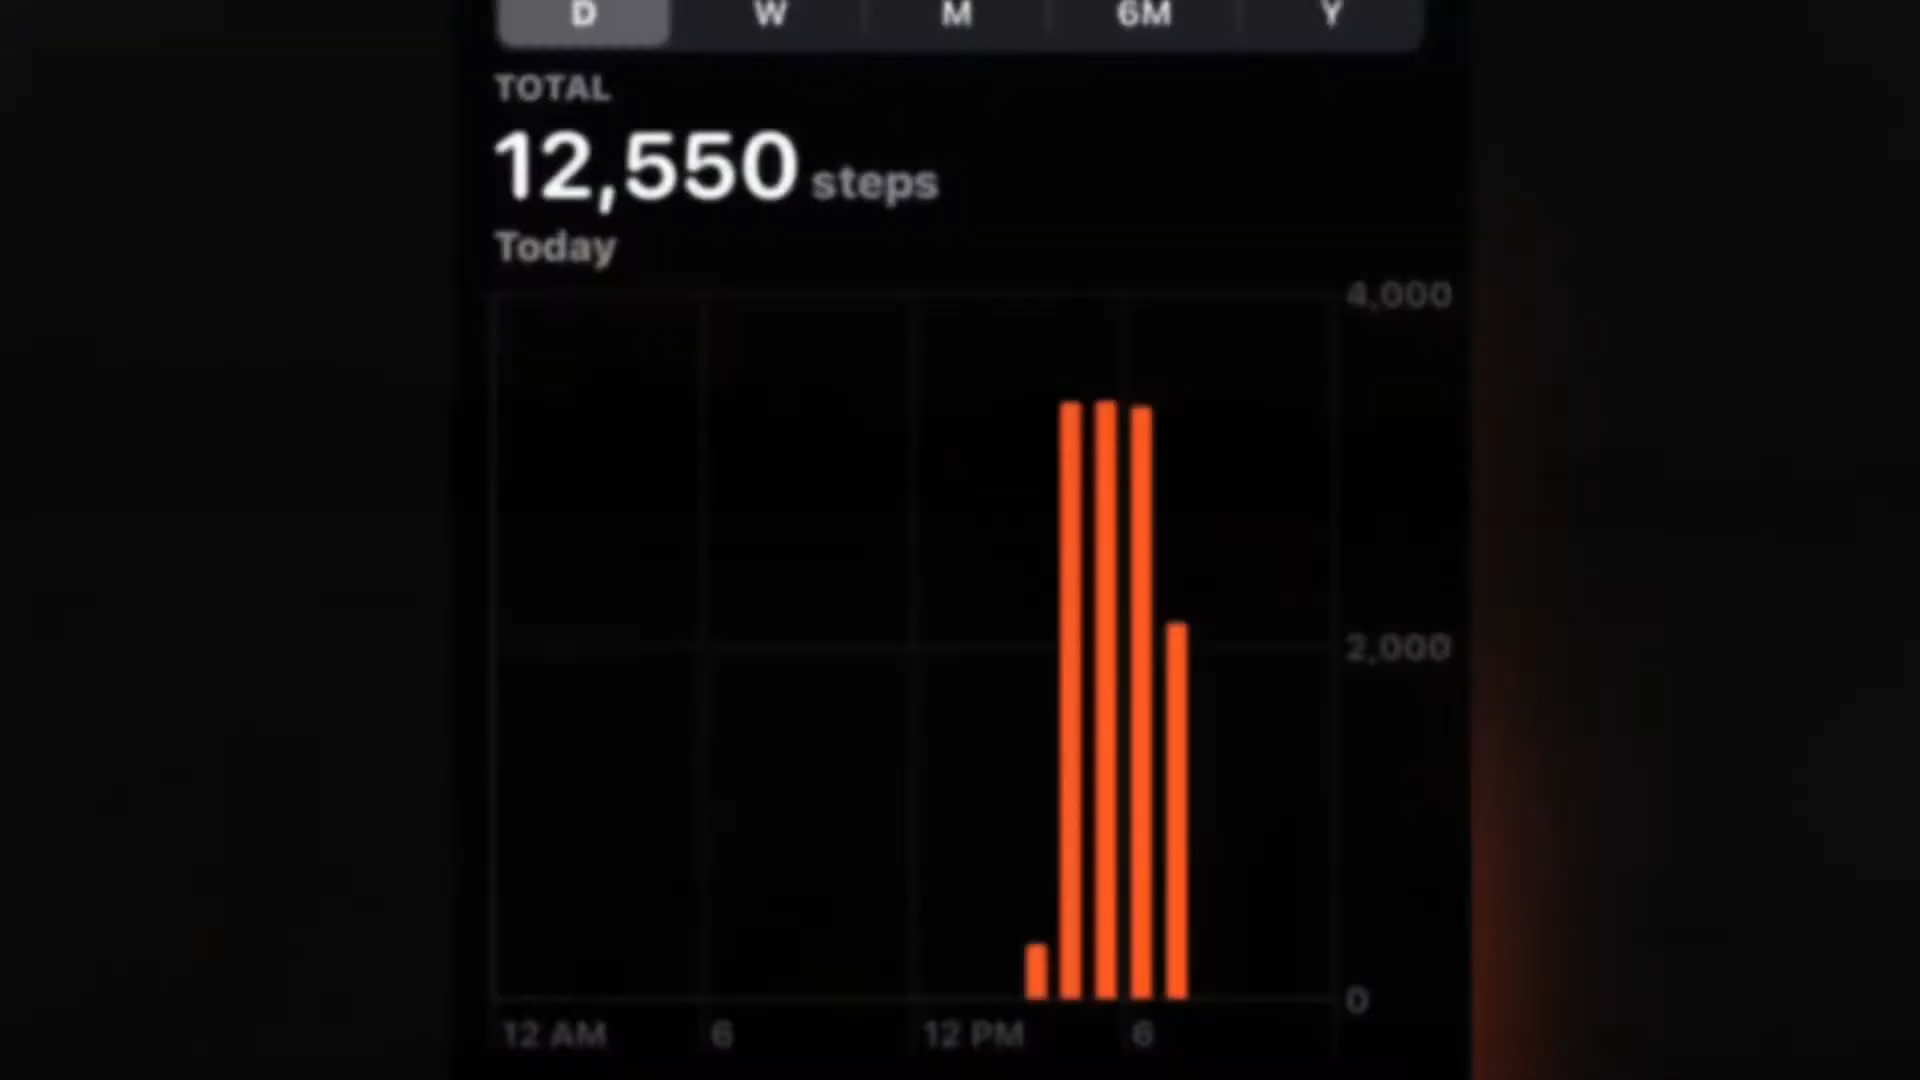 D W M 6M Y
TOTAL
12,550 steps
Today
4,000
2,000
0
12 AM 6 12 PM 6